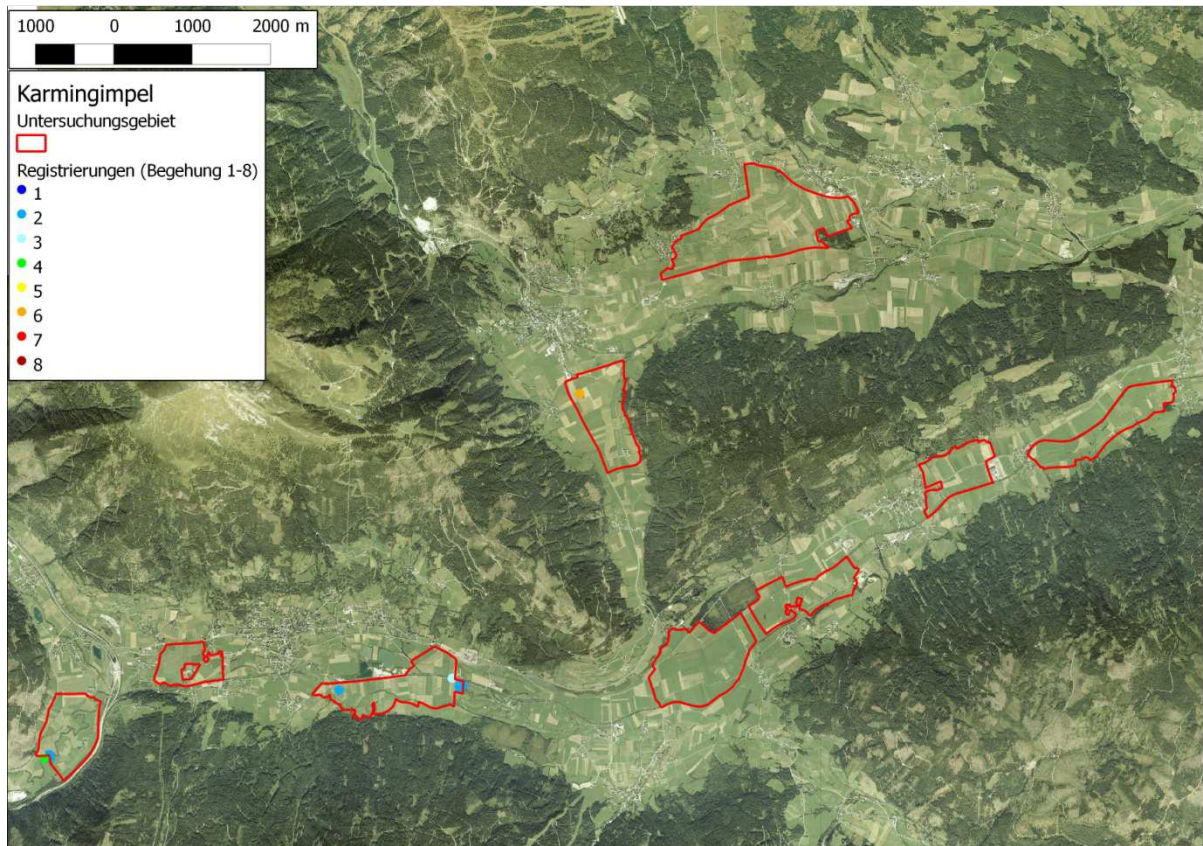 1000 0 1000 2000 m
Karmingimpel
Untersuchungsgebiet
Registrierungen (Begehung 1-8)
1
2
3
4
5
6
7
8